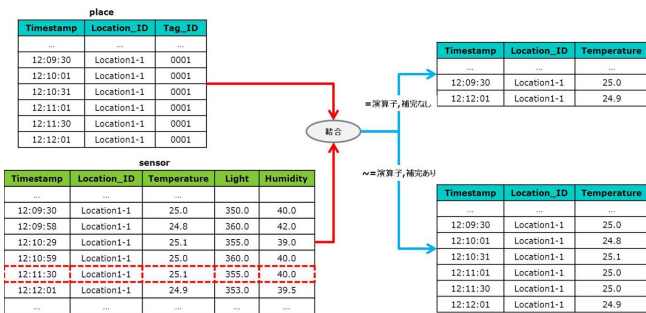 place
Timestamp Location_ID Tag_ID
... ... ...
12:09:30 Location1-1 0001
12:10:01 Location1-1 0001
12:10:31 Location1-1 0001
12:11:01 Location1-1 0001
12:11:30 Location1-1 0001
12:12:01 Location1-1 0001
sensor
Timestamp Location_ID Temperature Light Humidity
... ... ...
12:09:30 Location1-1 25.0 350.0 40.0
12:09:58 Location1-1 24.8 360.0 42.0
12:10:29 Location1-1 25.1 355.0 39.0
12:10:59 Location1-1 25.0 360.0 40.0
12:11:30 Location1-1 25.1 355.0 40.0
12:12:01 Location1-1 24.9 353.0 39.5
... ... ... ... ...
結合
=演算子,補完なし
~=演算子,補完あり
Timestamp Location_ID Temperature
... ... ...
12:09:30 Location1-1 25.0
12:12:01 Location1-1 24.9
Timestamp Location_ID Temperature
... ... ...
12:09:30 Location1-1 25.0
12:10:01 Location1-1 24.8
12:10:31 Location1-1 25.1
12:11:01 Location1-1 25.0
12:11:30 Location1-1 25.0
12:12:01 Location1-1 24.9